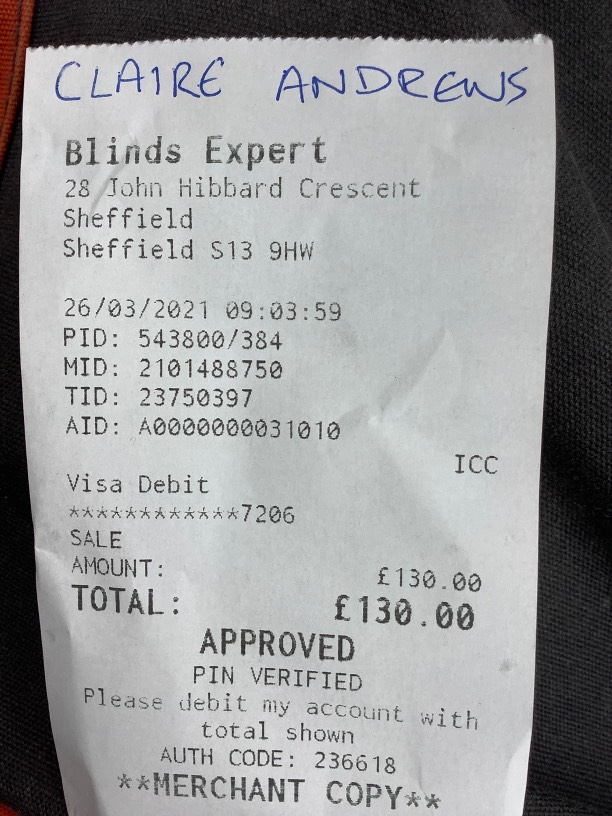 CLAIRE ANDREWS
Blinds Expert
28 John Hibbard Crescent
Sheffield
Sheffield S13 9HW
26/03/2021 09:03:59
PID: 543800/384
MID: 2101488750
TID: 23750397
AID: A0000000031010
ICC
Visa Debit
************7206
SALE
AMOUNT: £130.00
TOTAL: £130.00
APPROVED
PIN VERIFIED
Please debit my account with
total shown
AUTH CODE: 236618
**MERCHANT COPY**